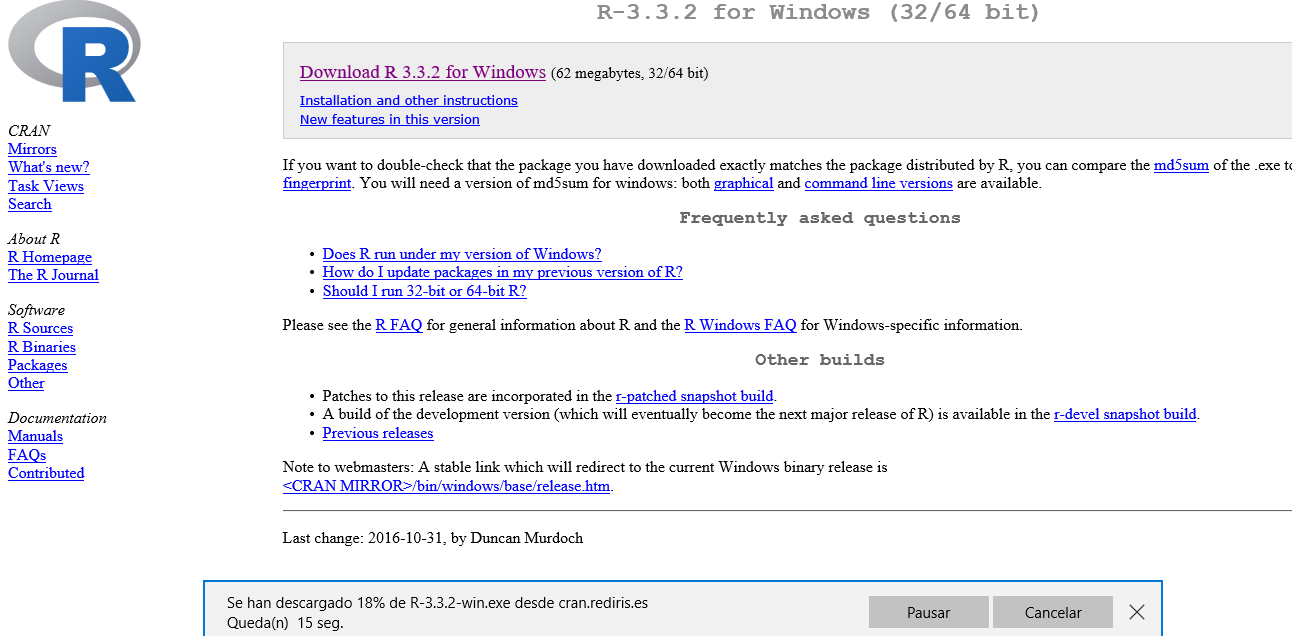 R-3.3.2 for Windows (32/64 bit)
R
Download R 3.3.2 for Windows (62 megabytes, 32/64 bit)
Installation and other instructions
New features in this version
CRAN
Mirrors
What's new?
Task Views
Search
About R
R Homepage
The R Journal
Software
R Sources
R Binaries
Packages
Other
Documentation
Manuals
FAQs
Contributed
If you want to double-check that the package you have downloaded exactly matches the package distributed by R, you can compare the md5sum of the .exe to
fingerprint. You will need a version of md5sum for windows: both graphical and command line versions are available.
Frequently asked questions
• Does R run under my version of Windows?
• How do I update packages in my previous version of R?
• Should I run 32-bit or 64-bit R?
Please see the R FAQ for general information about R and the R Windows FAQ for Windows-specific information.
Other builds
• Patches to this release are incorporated in the r-patched snapshot build.
• A build of the development version (which will eventually become the next major release of R) is available in the r-devel snapshot build.
• Previous releases
Note to webmasters: A stable link which will redirect to the current Windows binary release is
<CRAN MIRROR>/bin/windows/base/release.htm.
Last change: 2016-10-31, by Duncan Murdoch
Se han descargado 18% de R-3.3.2-win.exe desde cran.rediris.es
Queda(n) 15 seg.
Pausar
Cancelar